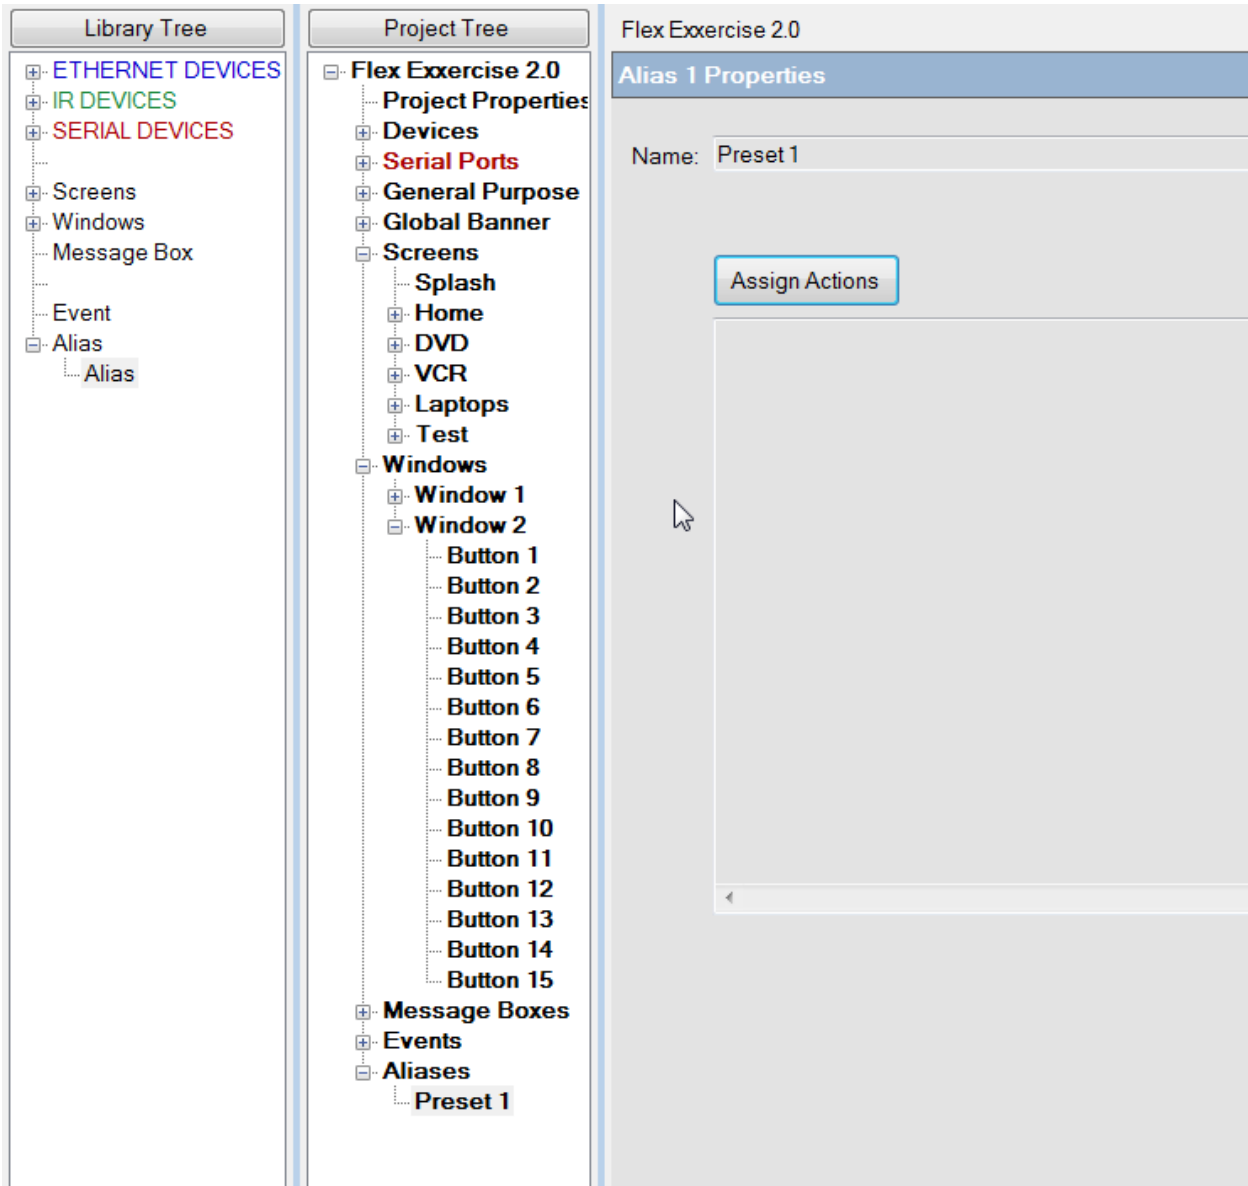 Library Tree
ETHERNET DEVICES
IR DEVICES
SERIAL DEVICES
Screens
Windows
Message Box
Event
Alias
Alias
Project Tree
Flex Exxercise 2.0
Project Properties
Devices
Serial Ports
General Purpose
Global Banner
Screens
Splash
Home
DVD
VCR
Laptops
Test
Windows
Window 1
Window 2
Button 1
Button 2
Button 3
Button 4
Button 5
Button 6
Button 7
Button 8
Button 9
Button 10
Button 11
Button 12
Button 13
Button 14
Button 15
Message Boxes
Events
Aliases
Preset 1
Flex Exxercise 2.0
Alias 1 Properties
Name: Preset 1
Assign Actions